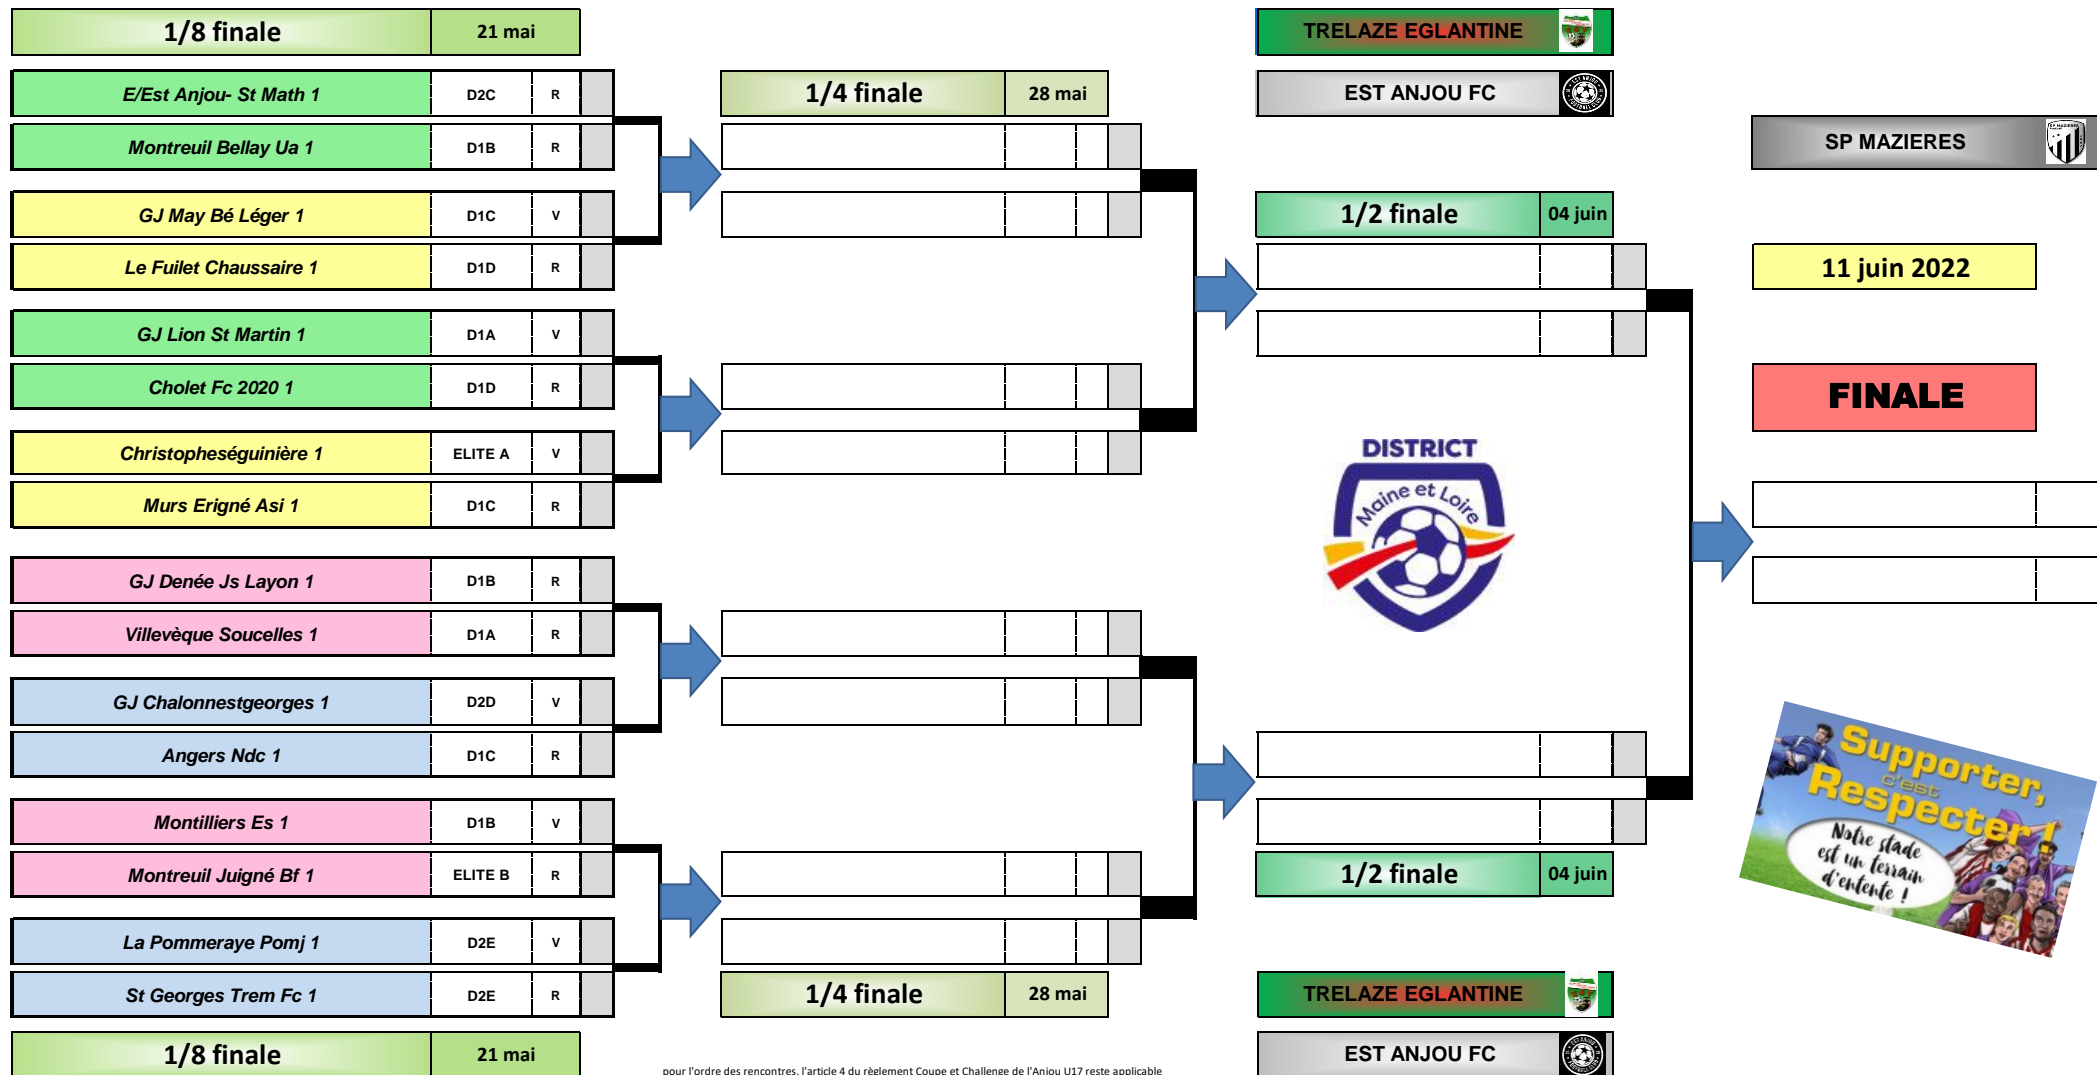 1/8 finale 21 mai
E/Est Anjou- St Math 1 D2C R
Montreuil Bellay Ua 1 D1B R
GJ May Bé Léger 1 D1C V
Le Fuilet Chaussaire 1 D1D R
GJ Lion St Martin 1 D1A V
Cholet Fc 2020 1 D1D R
Christopheséguinière 1 ELITE A V
Murs Erigné Asi 1 D1C R
GJ Denée Js Layon 1 D1B R
Villevèque Soucelles 1 D1A R
GJ Chalonnestgeorges 1 D2D V
Angers Ndc 1 D1C R
Montilliers Es 1 D1B V
Montreuil Juigné Bf 1 ELITE B R
La Pommeraye Pomj 1 D2E V
St Georges Trem Fc 1 D2E R
1/8 finale 21 mai
1/4 finale 28 mai
1/4 finale 28 mai
pour l'ordre des rencontres, l'article 4 du règlement Coupe et Challenge de l'Anjou U17 reste applicable
TRELAZE EGLANTINE
EST ANJOU FC
1/2 finale 04 juin
DISTRICT
Maine et Loire
1/2 finale 04 juin
TRELAZE EGLANTINE
EST ANJOU FC
SP MAZIERES
11 juin 2022
FINALE
Supporter,
c'est
Respecter !
Notre stade
est un terrain
d'entente !